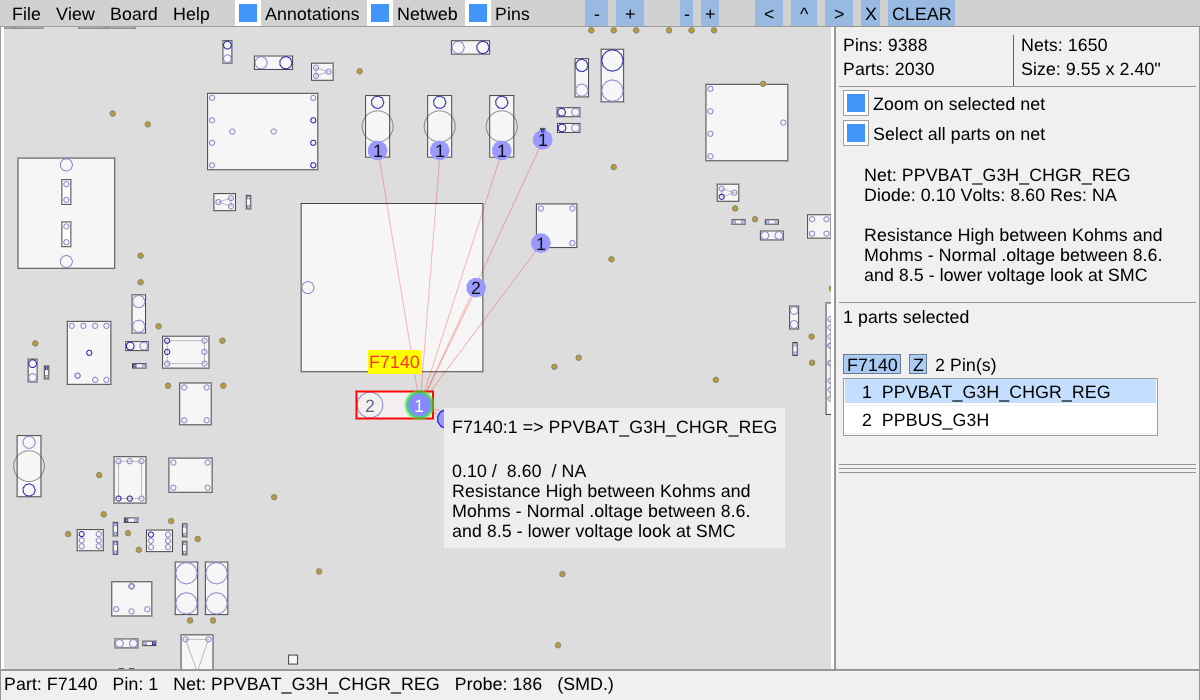 File View Board Help Annotations Netweb Pins - + - + < ^ > X CLEAR
Pins: 9388 Nets: 1650
Parts: 2030 Size: 9.55 x 2.40"
Zoom on selected net
Select all parts on net
Net: PPVBAT_G3H_CHGR_REG
Diode: 0.10 Volts: 8.60 Res: NA
Resistance High between Kohms and
Mohms - Normal .oltage between 8.6.
and 8.5 - lower voltage look at SMC
1 parts selected
F7140 Z 2 Pin(s)
1 PPVBAT_G3H_CHGR_REG
2 PPBUS_G3H
1 1 1 1
1
2
F7140
2 1
F7140:1 => PPVBAT_G3H_CHGR_REG
0.10 / 8.60 / NA
Resistance High between Kohms and
Mohms - Normal .oltage between 8.6.
and 8.5 - lower voltage look at SMC
Part: F7140 Pin: 1 Net: PPVBAT_G3H_CHGR_REG Probe: 186 (SMD.)